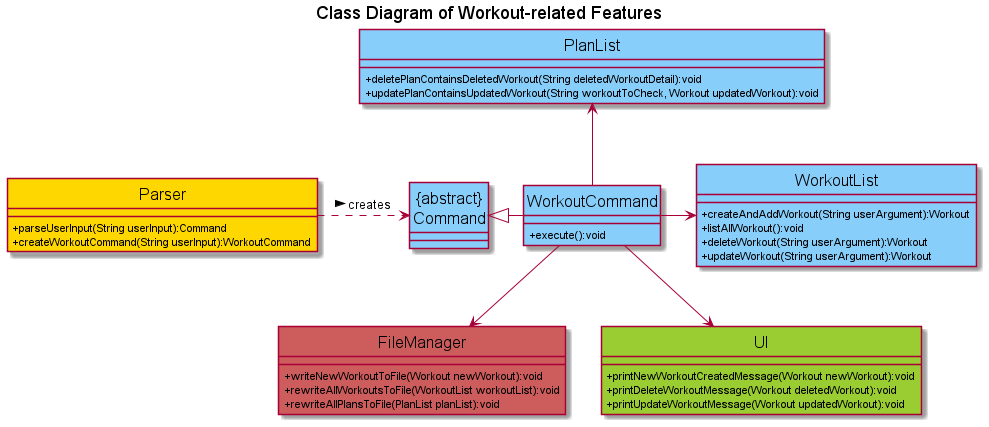 Class Diagram of Workout-related Features
PlanList
+deletePlanContainsDeletedWorkout(String deletedWorkoutDetail):void
+updatePlanContainsUpdatedWorkout(String workoutToCheck, Workout updatedWorkout):void
Parser
+parseUserInput(String userInput):Command
+createWorkoutCommand(String userInput):WorkoutCommand
creates
{abstract}
Command
WorkoutCommand
+execute():void
WorkoutList
+createAndAddWorkout(String userArgument):Workout
+listAllWorkout():void
+deleteWorkout(String userArgument):Workout
+updateWorkout(String userArgument):Workout
FileManager
+writeNewWorkoutToFile(Workout newWorkout):void
+rewriteAllWorkoutsToFile(WorkoutList workoutList):void
+rewriteAllPlansToFile(PlanList planList):void
UI
+printNewWorkoutCreatedMessage(Workout newWorkout):void
+printDeleteWorkoutMessage(Workout deletedWorkout):void
+printUpdateWorkoutMessage(Workout updatedWorkout):void